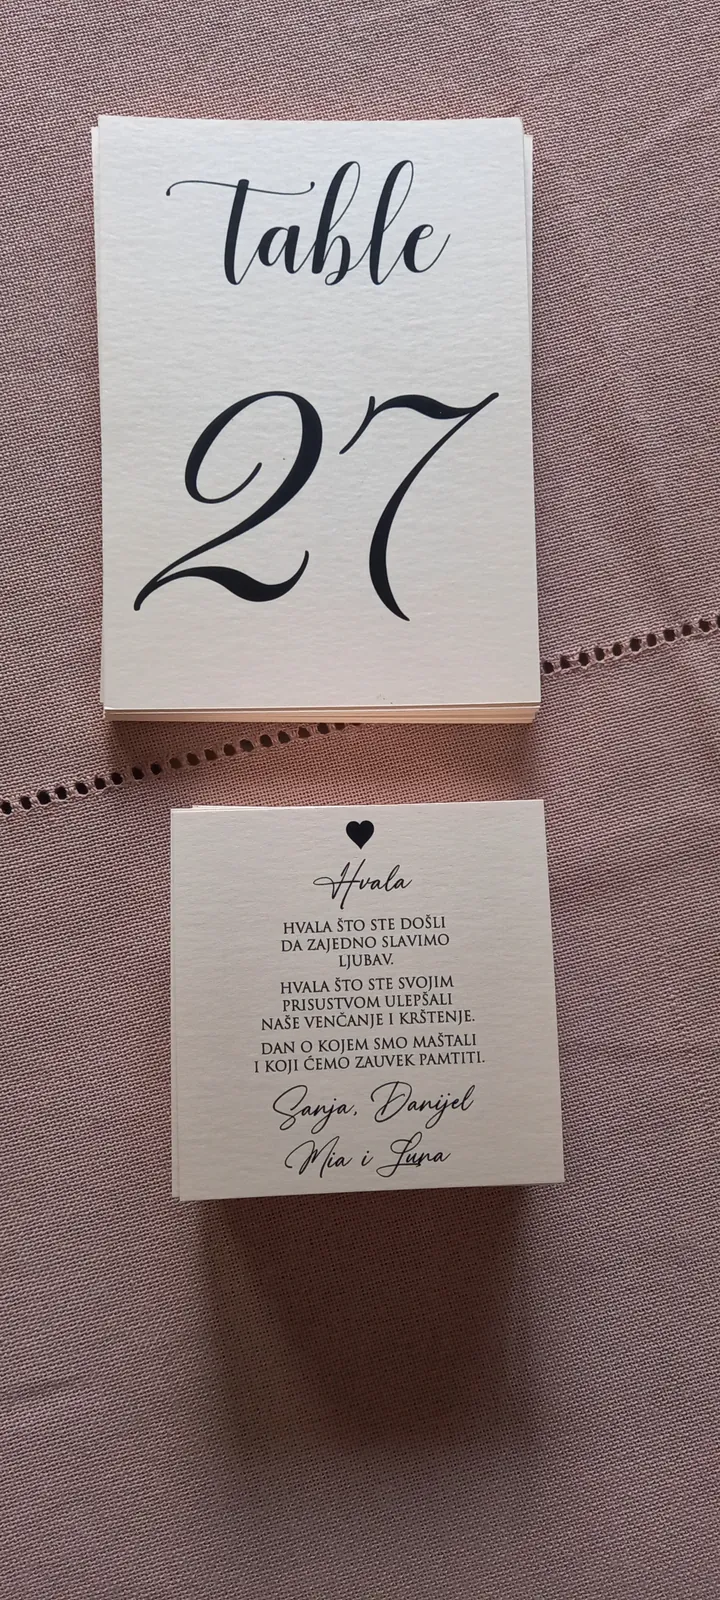 Table
27
Hvala
HVALA ŠTO STE DOŠLI
DA ZAJEDNO SLAVIMO
LJUBAV.
HVALA ŠTO STE SVOJIM
PRISUSTVOM ULEPŠALI
NAŠE VENČANJE I KRŠTENJE.
DAN O KOJEM SMO MAŠTALI
I KOJI ĆEMO ZAUVEK PAMTITI.
Sanja, Danijel
Mia i Luna